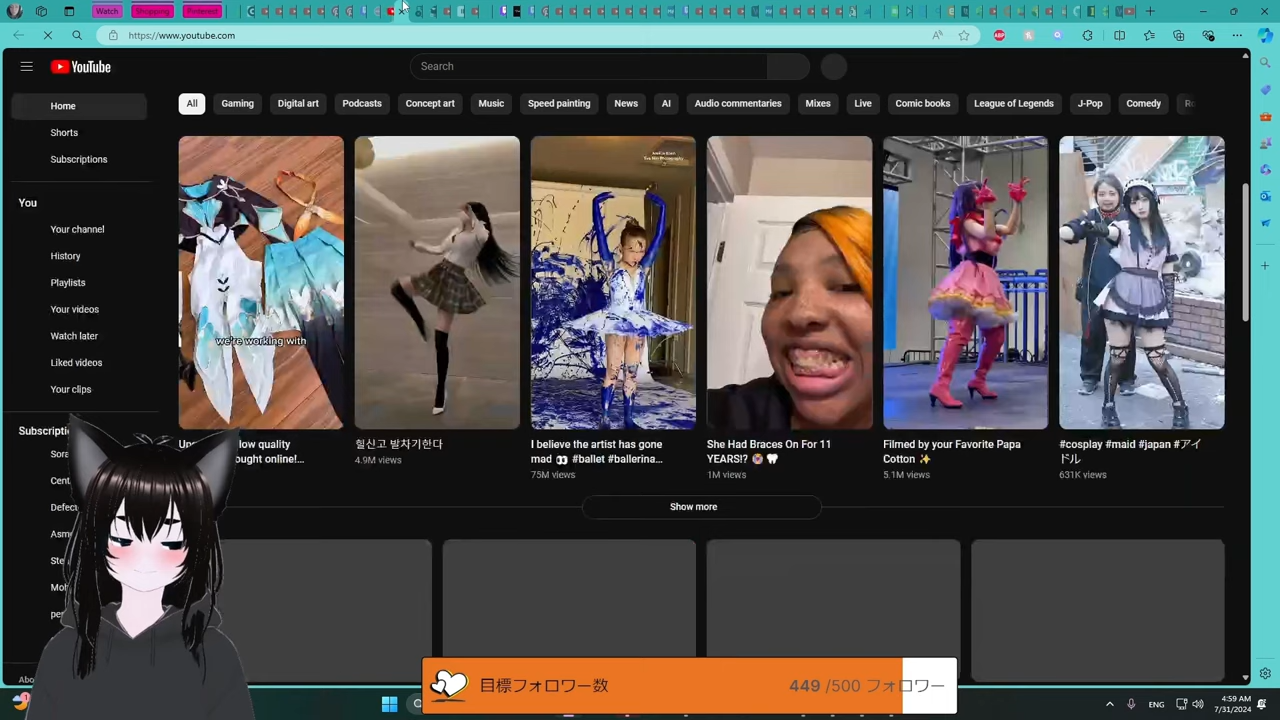 Watch
Shopping
Pinterest
https://www.youtube.com
YouTube
Search
All
Gaming
Digital art
Podcasts
Concept art
Music
Speed painting
News
AI
Audio commentaries
Mixes
Live
Comic books
League of Legends
J-Pop
Comedy
Home
Shorts
Subscriptions
You
Your channel
History
Playlists
Your videos
Watch later
Liked videos
Your clips
we're working with
low quality
ought online!...
힐신고 발차기한다
4.9M views
I believe the artist has gone
mad 👀 #ballet #ballerina...
75M views
She Had Braces On For 11
YEARS!?
1M views
Filmed by your Favorite Papa
Cotton ✨
5.1M views
#cosplay #maid #japan #アイ
ドル
631K views
Show more
目標フォロワー数
449 /500 フォロワー
ENG
4:59 AM
7/31/2024